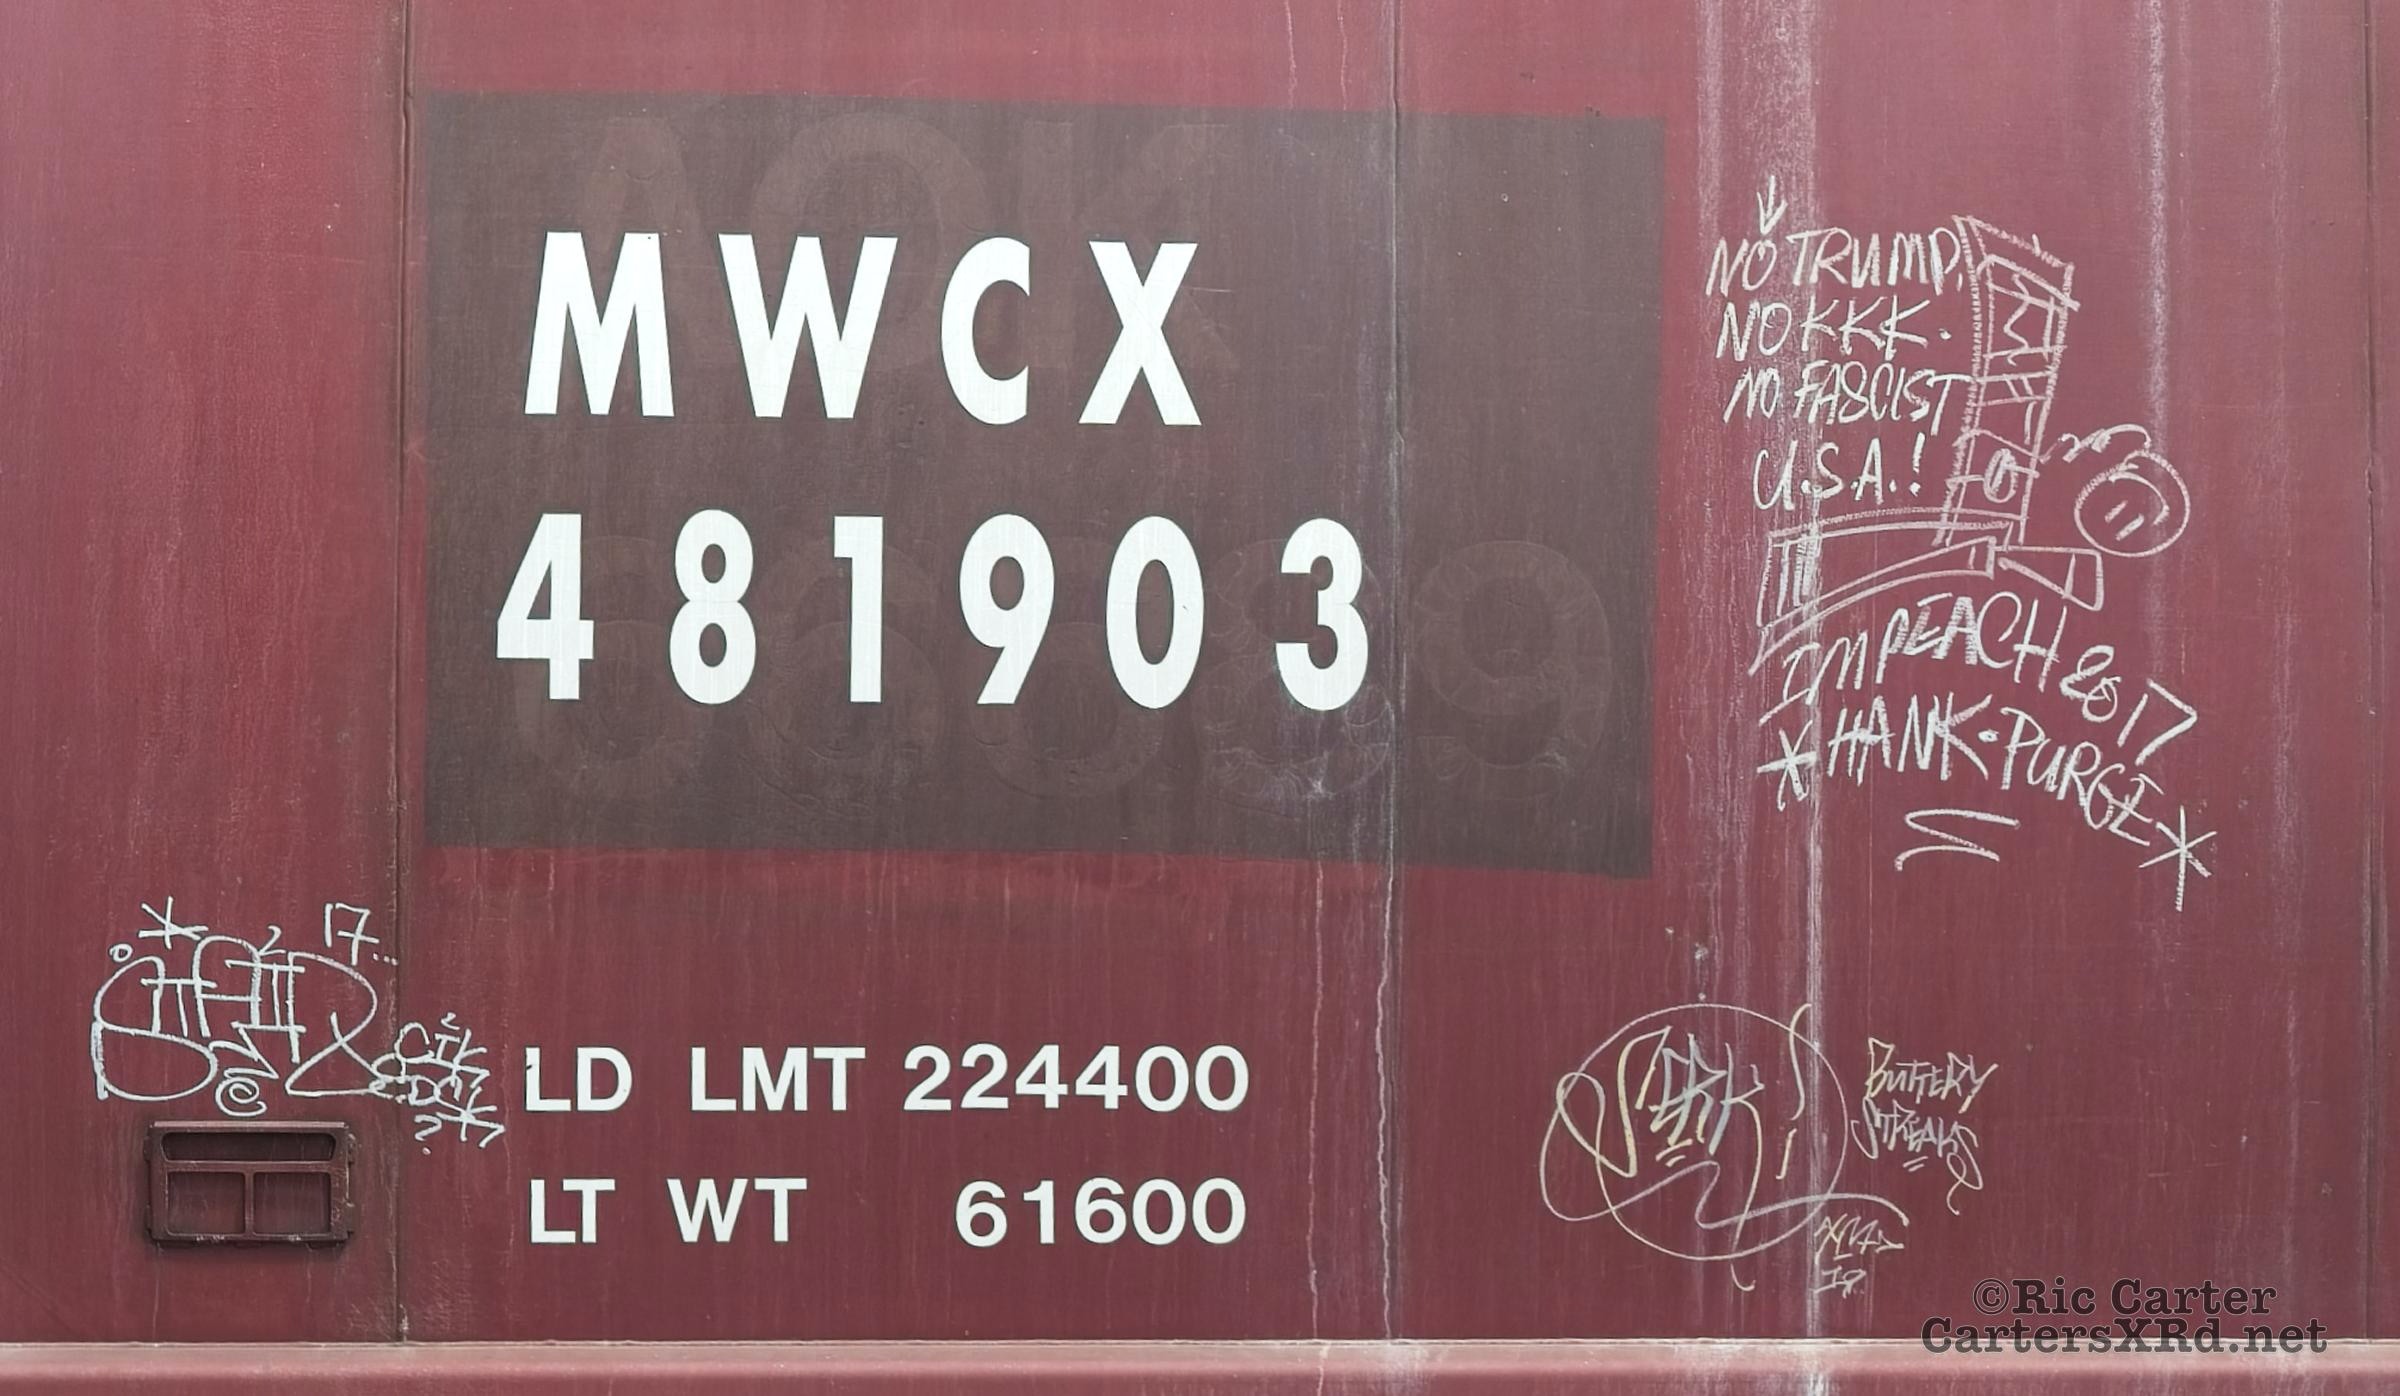 MWCX
481903
LD LMT 224400
LT WT 61600
NO TRUMP,
NO KKK.
NO FASCIST
U.S.A.!
IMPEACH 2017
*HANK·PURGE*
17...
BUTTERY
STREAKS
©Ric Carter
CartersXRd.net